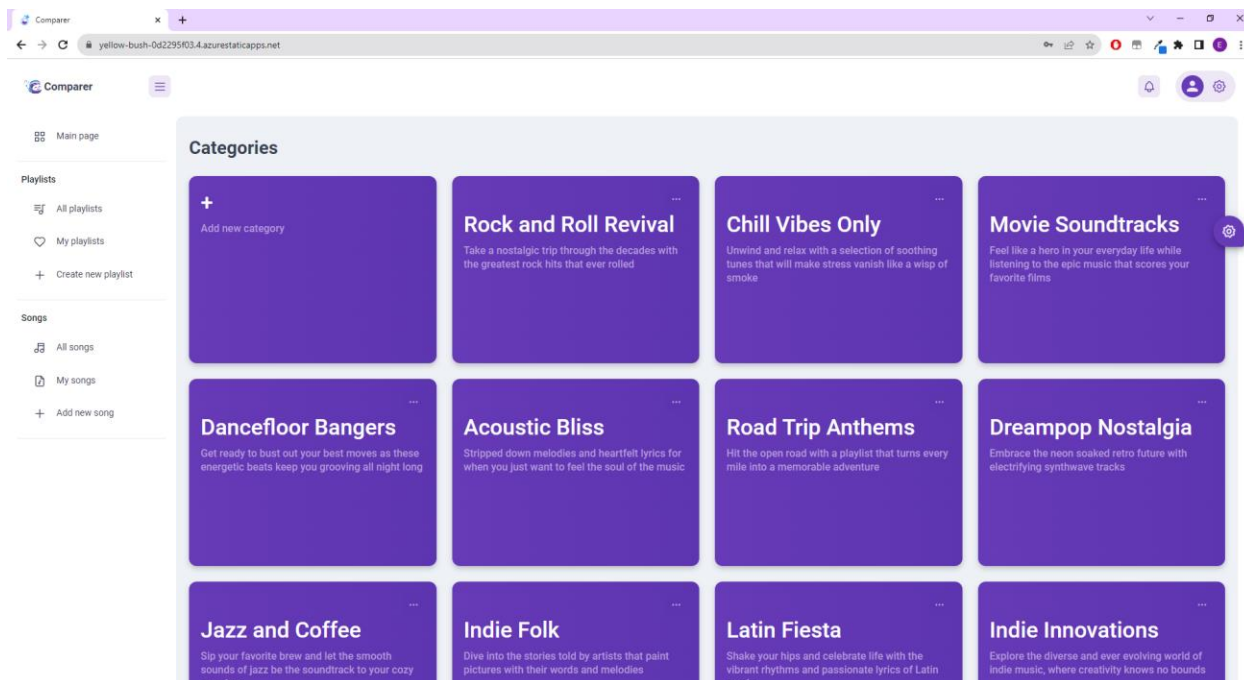 Comparer
yellow-bush-0d2295f03.4.azurestaticapps.net
E
Comparer
Main page
Playlists
All playlists
My playlists
Create new playlist
Songs
All songs
My songs
Add new song
Categories
Add new category
Rock and Roll Revival
Take a nostalgic trip through the decades with
the greatest rock hits that ever rolled
Chill Vibes Only
Unwind and relax with a selection of soothing
tunes that will make stress vanish like a wisp of
smoke
Movie Soundtracks
Feel like a hero in your everyday life while
listening to the epic music that scores your
favorite films
Dancefloor Bangers
Get ready to bust out your best moves as these
energetic beats keep you grooving all night long
Acoustic Bliss
Stripped down melodies and heartfelt lyrics for
when you just want to feel the soul of the music
Road Trip Anthems
Hit the open road with a playlist that turns every
mile into a memorable adventure
Dreampop Nostalgia
Embrace the neon soaked retro future with
electrifying synthwave tracks
Jazz and Coffee
Sip your favorite brew and let the smooth
sounds of jazz be the soundtrack to your cozy
Indie Folk
Dive into the stories told by artists that paint
pictures with their words and melodies
Latin Fiesta
Shake your hips and celebrate life with the
vibrant rhythms and passionate lyrics of Latin
Indie Innovations
Explore the diverse and ever evolving world of
indie music, where creativity knows no bounds